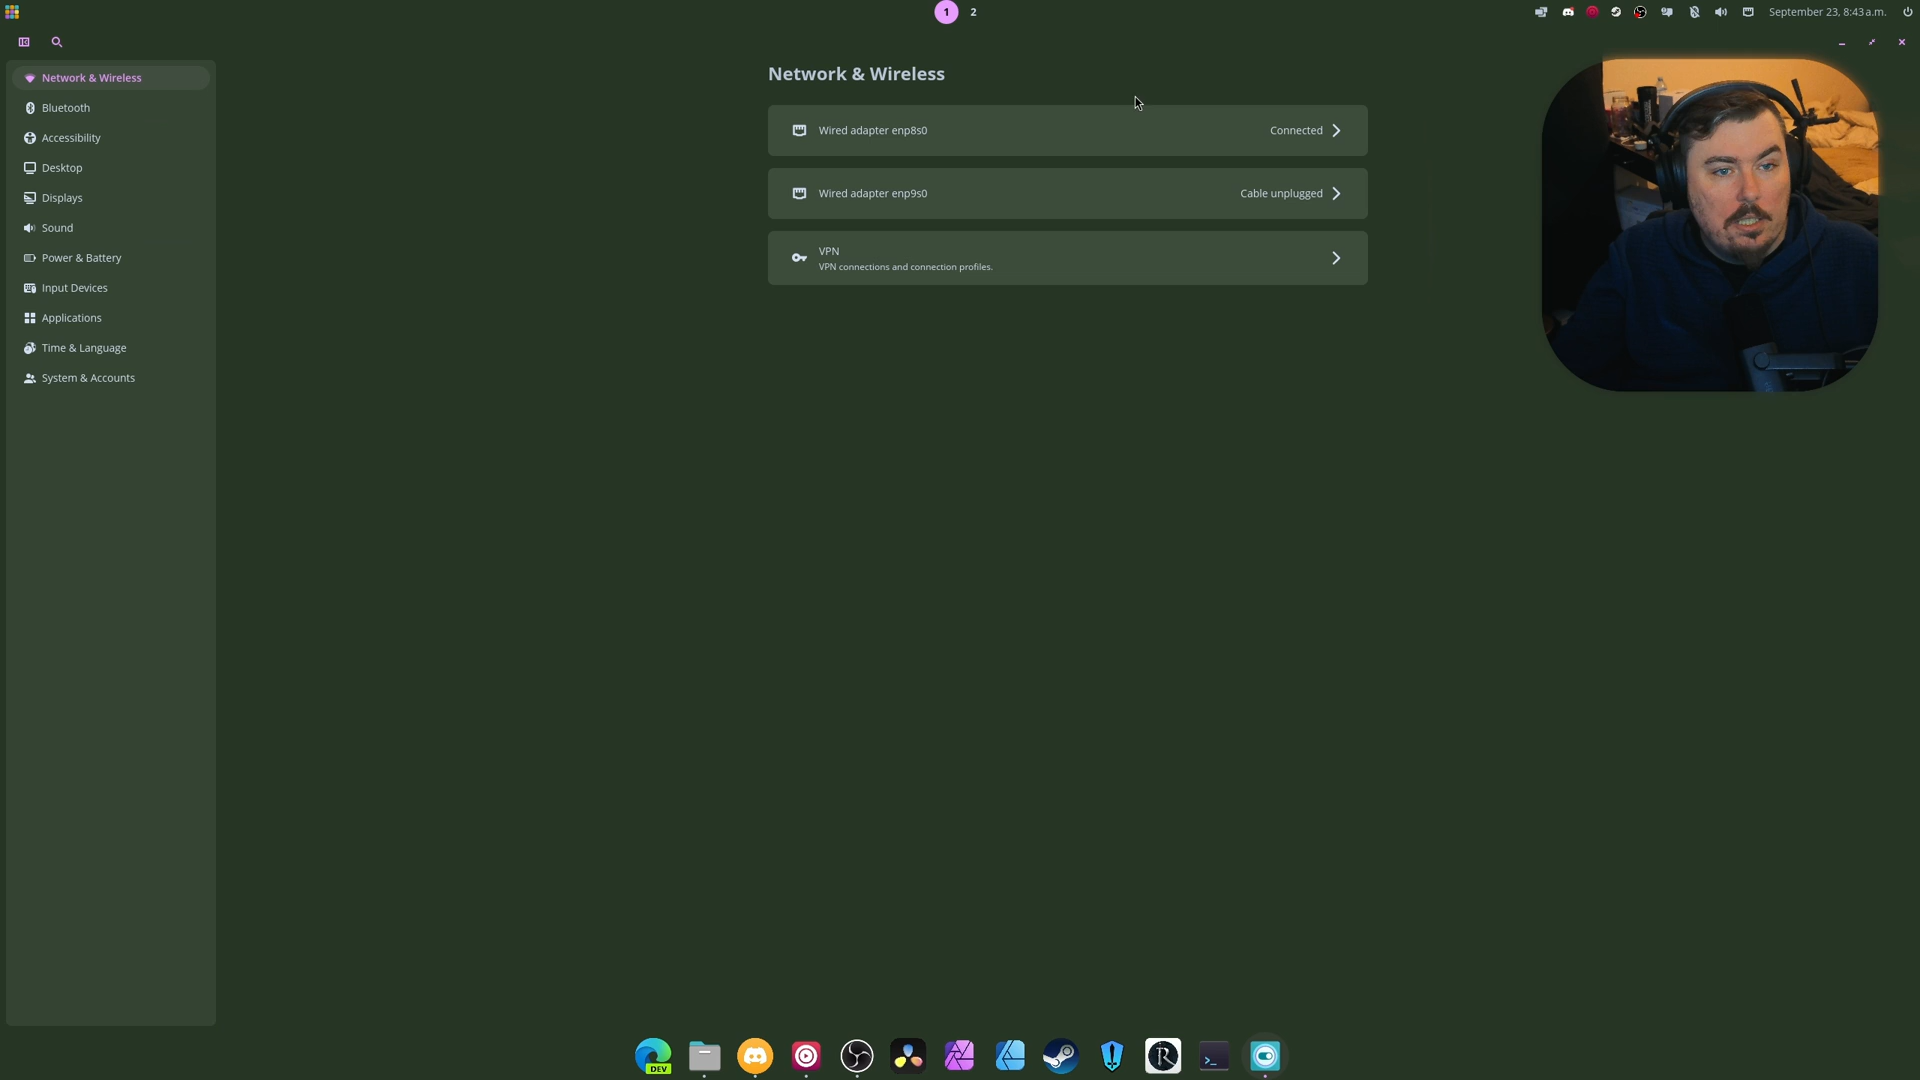 1
2
September 23, 8:43 a.m.
Network & Wireless
Bluetooth
Accessibility
Desktop
Displays
Sound
Power & Battery
Input Devices
Applications
Time & Language
System & Accounts
Network & Wireless
Wired adapter enp8s0
Connected
Wired adapter enp9s0
Cable unplugged
VPN
VPN connections and connection profiles.
DEV
R
>_